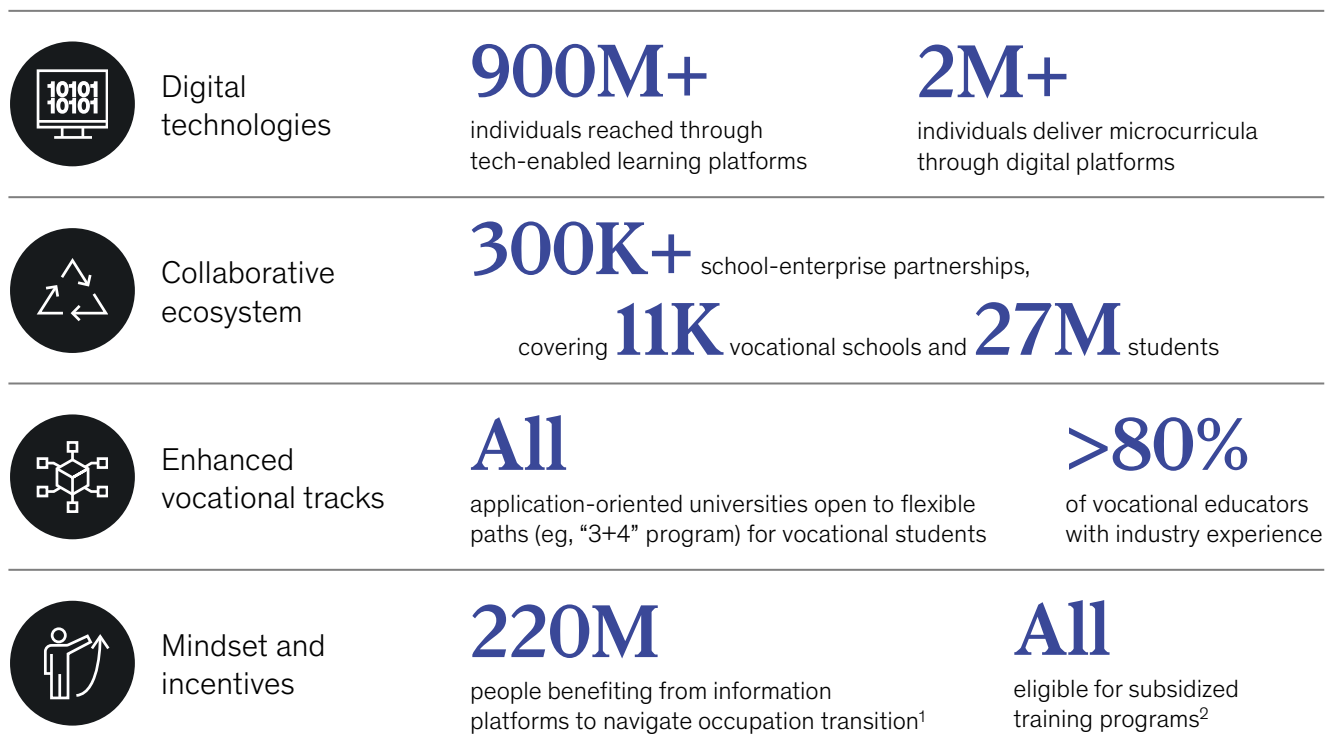 10101
10101
Digital
technologies
900M+
individuals reached through
tech-enabled learning platforms
2M+
individuals deliver microcurricula
through digital platforms
Collaborative
ecosystem
300K+ school-enterprise partnerships,
covering 11K vocational schools and 27M students
Enhanced
vocational tracks
All
application-oriented universities open to flexible
paths (eg, “3+4” program) for vocational students
>80%
of vocational educators
with industry experience
Mindset and
incentives
220M
people benefiting from information
platforms to navigate occupation transition¹
All
eligible for subsidized
training programs²